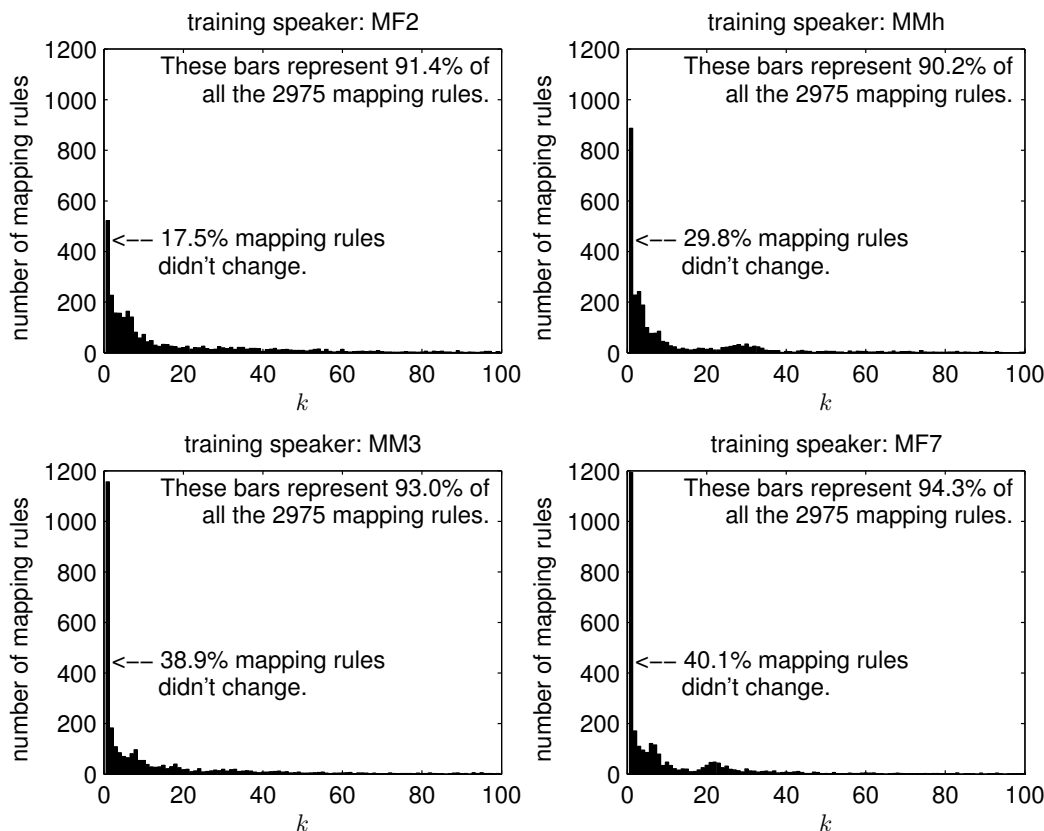 training speaker: MF2
number of mapping rules
1200
1000
800
600
400
200
0
These bars represent 91.4% of
all the 2975 mapping rules.
<−− 17.5% mapping rules
didn't change.
0 20 40 60 80 100
k
training speaker: MMh
number of mapping rules
1200
1000
800
600
400
200
0
These bars represent 90.2% of
all the 2975 mapping rules.
<−− 29.8% mapping rules
didn't change.
0 20 40 60 80 100
k
training speaker: MM3
number of mapping rules
1200
1000
800
600
400
200
0
These bars represent 93.0% of
all the 2975 mapping rules.
<−− 38.9% mapping rules
didn't change.
0 20 40 60 80 100
k
training speaker: MF7
number of mapping rules
1200
1000
800
600
400
200
0
These bars represent 94.3% of
all the 2975 mapping rules.
<−− 40.1% mapping rules
didn't change.
0 20 40 60 80 100
k